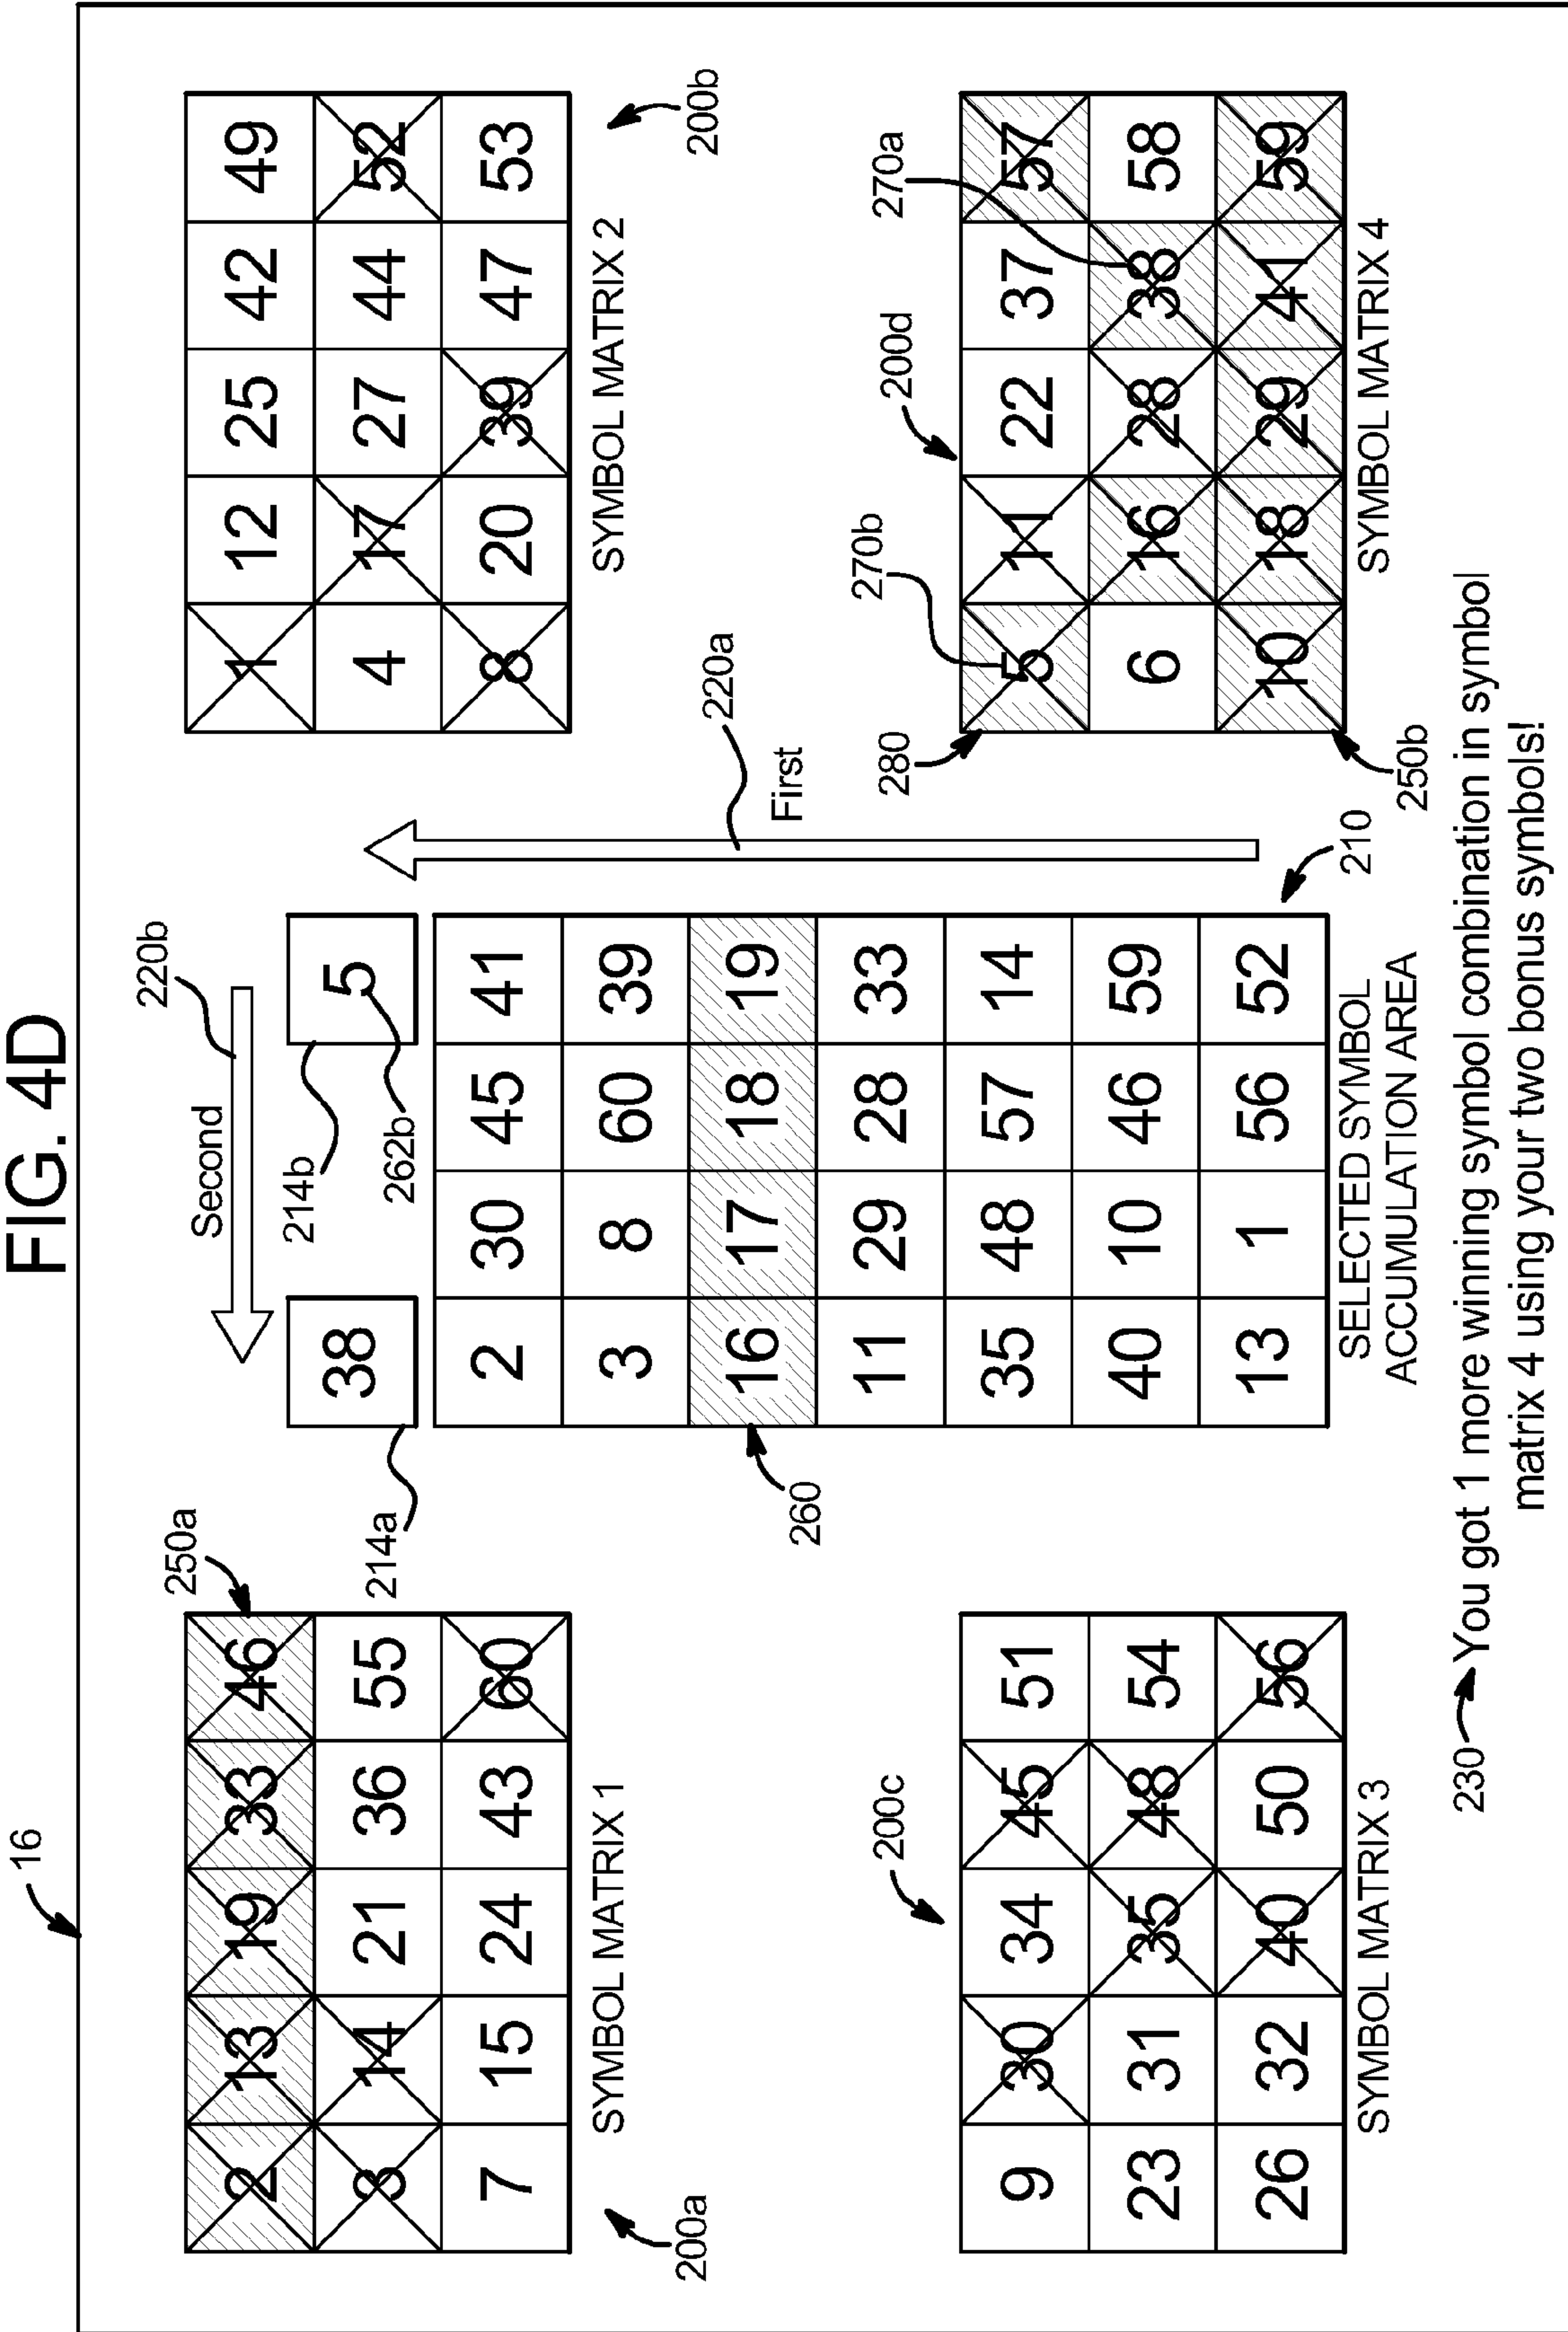 FIG. 4D
16
250a
2 13 19 33 46
3 14 21 36 55
7 15 24 43 60
SYMBOL MATRIX 1
200a
Second
220b
214b
262b
214a
38 5
2 30 45 41
3 8 60 39
16 17 18 19
11 29 28 33
35 48 57 14
40 10 46 59
13 1 56 52
SELECTED SYMBOL
ACCUMULATION AREA
260
210
220a
First
1 12 25 42 49
4 17 27 44 52
8 20 39 47 53
SYMBOL MATRIX 2
200b
200c
9 30 34 45 51
23 31 35 48 54
26 32 40 50 56
SYMBOL MATRIX 3
280
270b
200d
270a
5 11 22 37 57
6 16 28 38 58
10 18 29 41 59
250b
SYMBOL MATRIX 4
230
You got 1 more winning symbol combination in symbol
matrix 4 using your two bonus symbols!